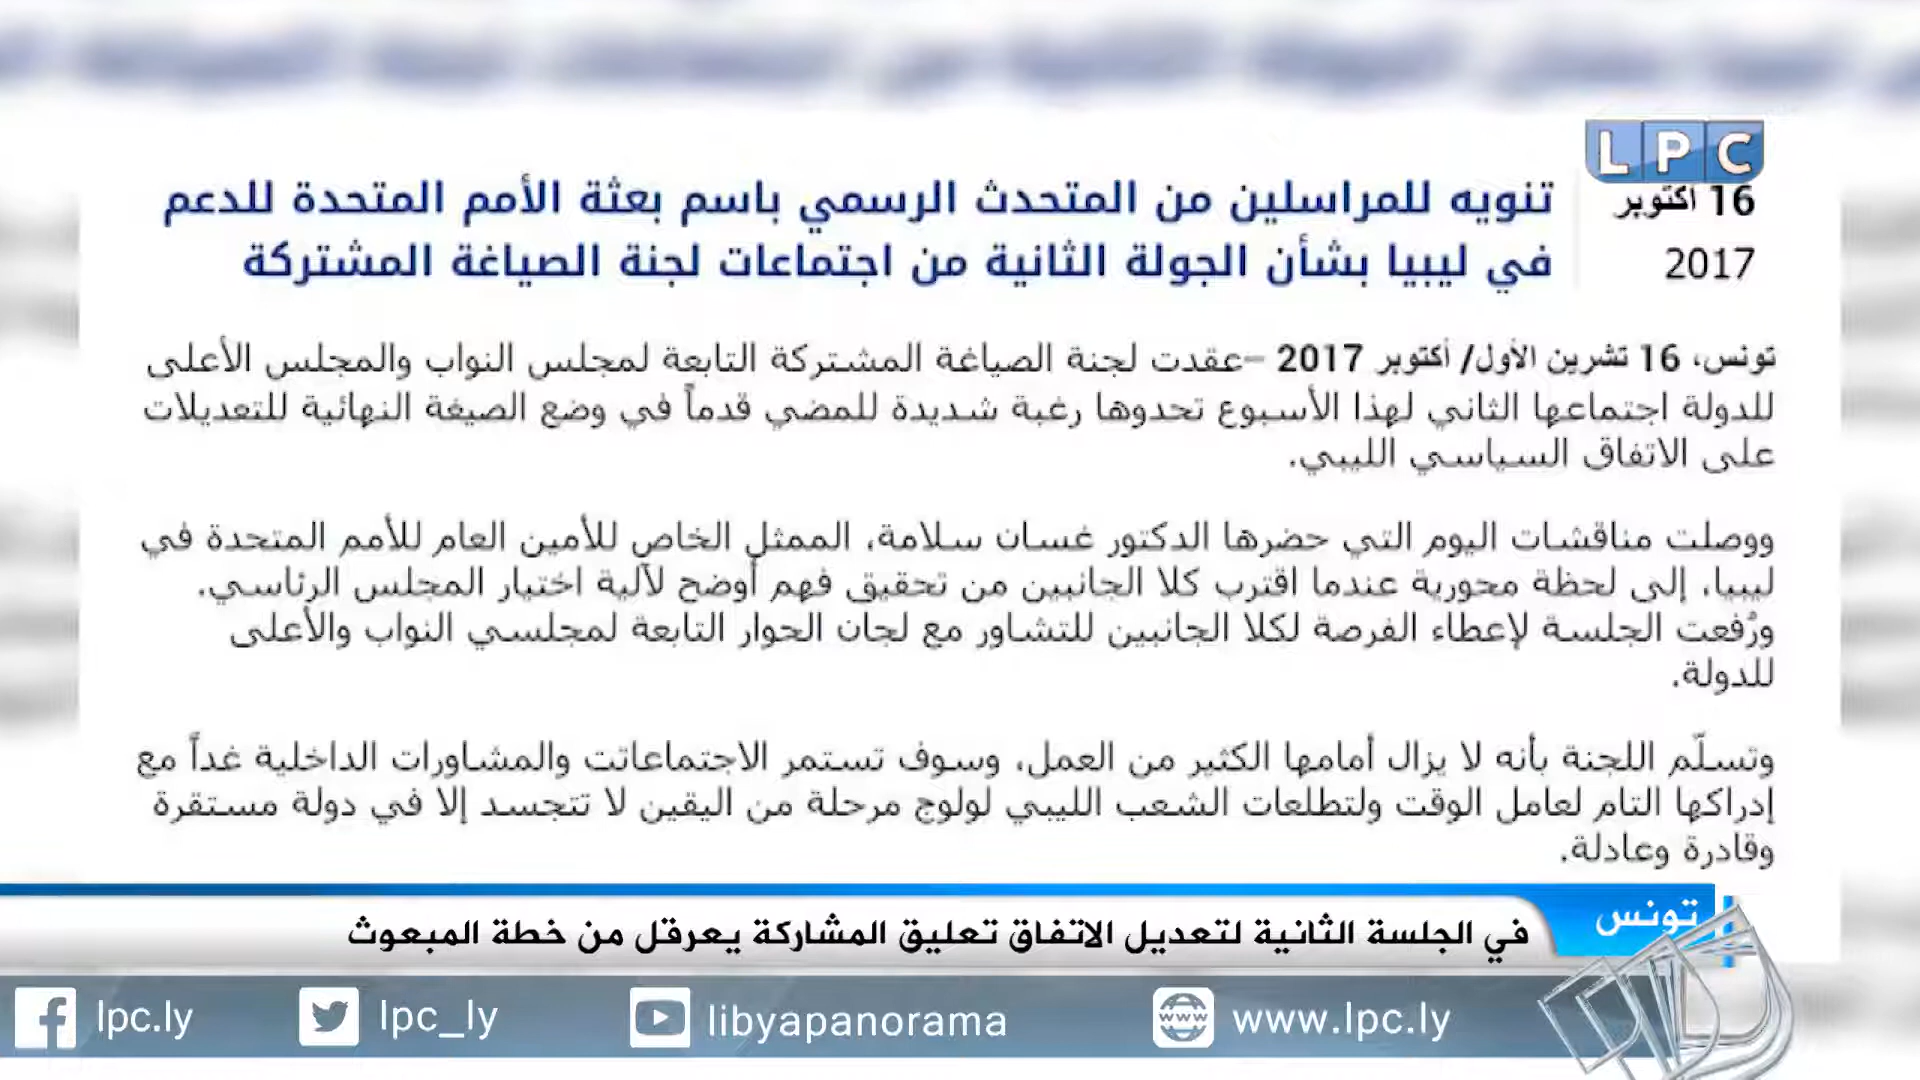 LPC
16 أكتوبر
2017
تنويه للمراسلين من المتحدث الرسمي باسم بعثة الأمم المتحدة للدعم
في ليبيا بشأن الجولة الثانية من اجتماعات لجنة الصياغة المشتركة
تونس، 16 تشرين الأول/ أكتوبر 2017 –عقدت لجنة الصياغة المشتركة التابعة لمجلس النواب والمجلس الأعلى
للدولة اجتماعها الثاني لهذا الأسبوع تحدوها رغبة شديدة للمضي قدماً في وضع الصيغة النهائية للتعديلات
على الاتفاق السياسي الليبي.
ووصلت مناقشات اليوم التي حضرها الدكتور غسان سلامة، الممثل الخاص للأمين العام للأمم المتحدة في
ليبيا، إلى لحظة محورية عندما اقترب كلا الجانبين من تحقيق فهم أوضح لآلية اختيار المجلس الرئاسي.
ورُفعت الجلسة لإعطاء الفرصة لكلا الجانبين للتشاور مع لجان الحوار التابعة لمجلسي النواب والأعلى
للدولة.
وتسلّم اللجنة بأنه لا يزال أمامها الكثير من العمل، وسوف تستمر الاجتماعاتت والمشاورات الداخلية غداً مع
إدراكها التام لعامل الوقت ولتطلعات الشعب الليبي لولوج مرحلة من اليقين لا تتجسد إلا في دولة مستقرة
وقادرة وعادلة.
تونس
في الجلسة الثانية لتعديل الاتفاق تعليق المشاركة يعرقل من خطة المبعوث
lpc.ly
lpc_ly
libyapanorama
www.lpc.ly